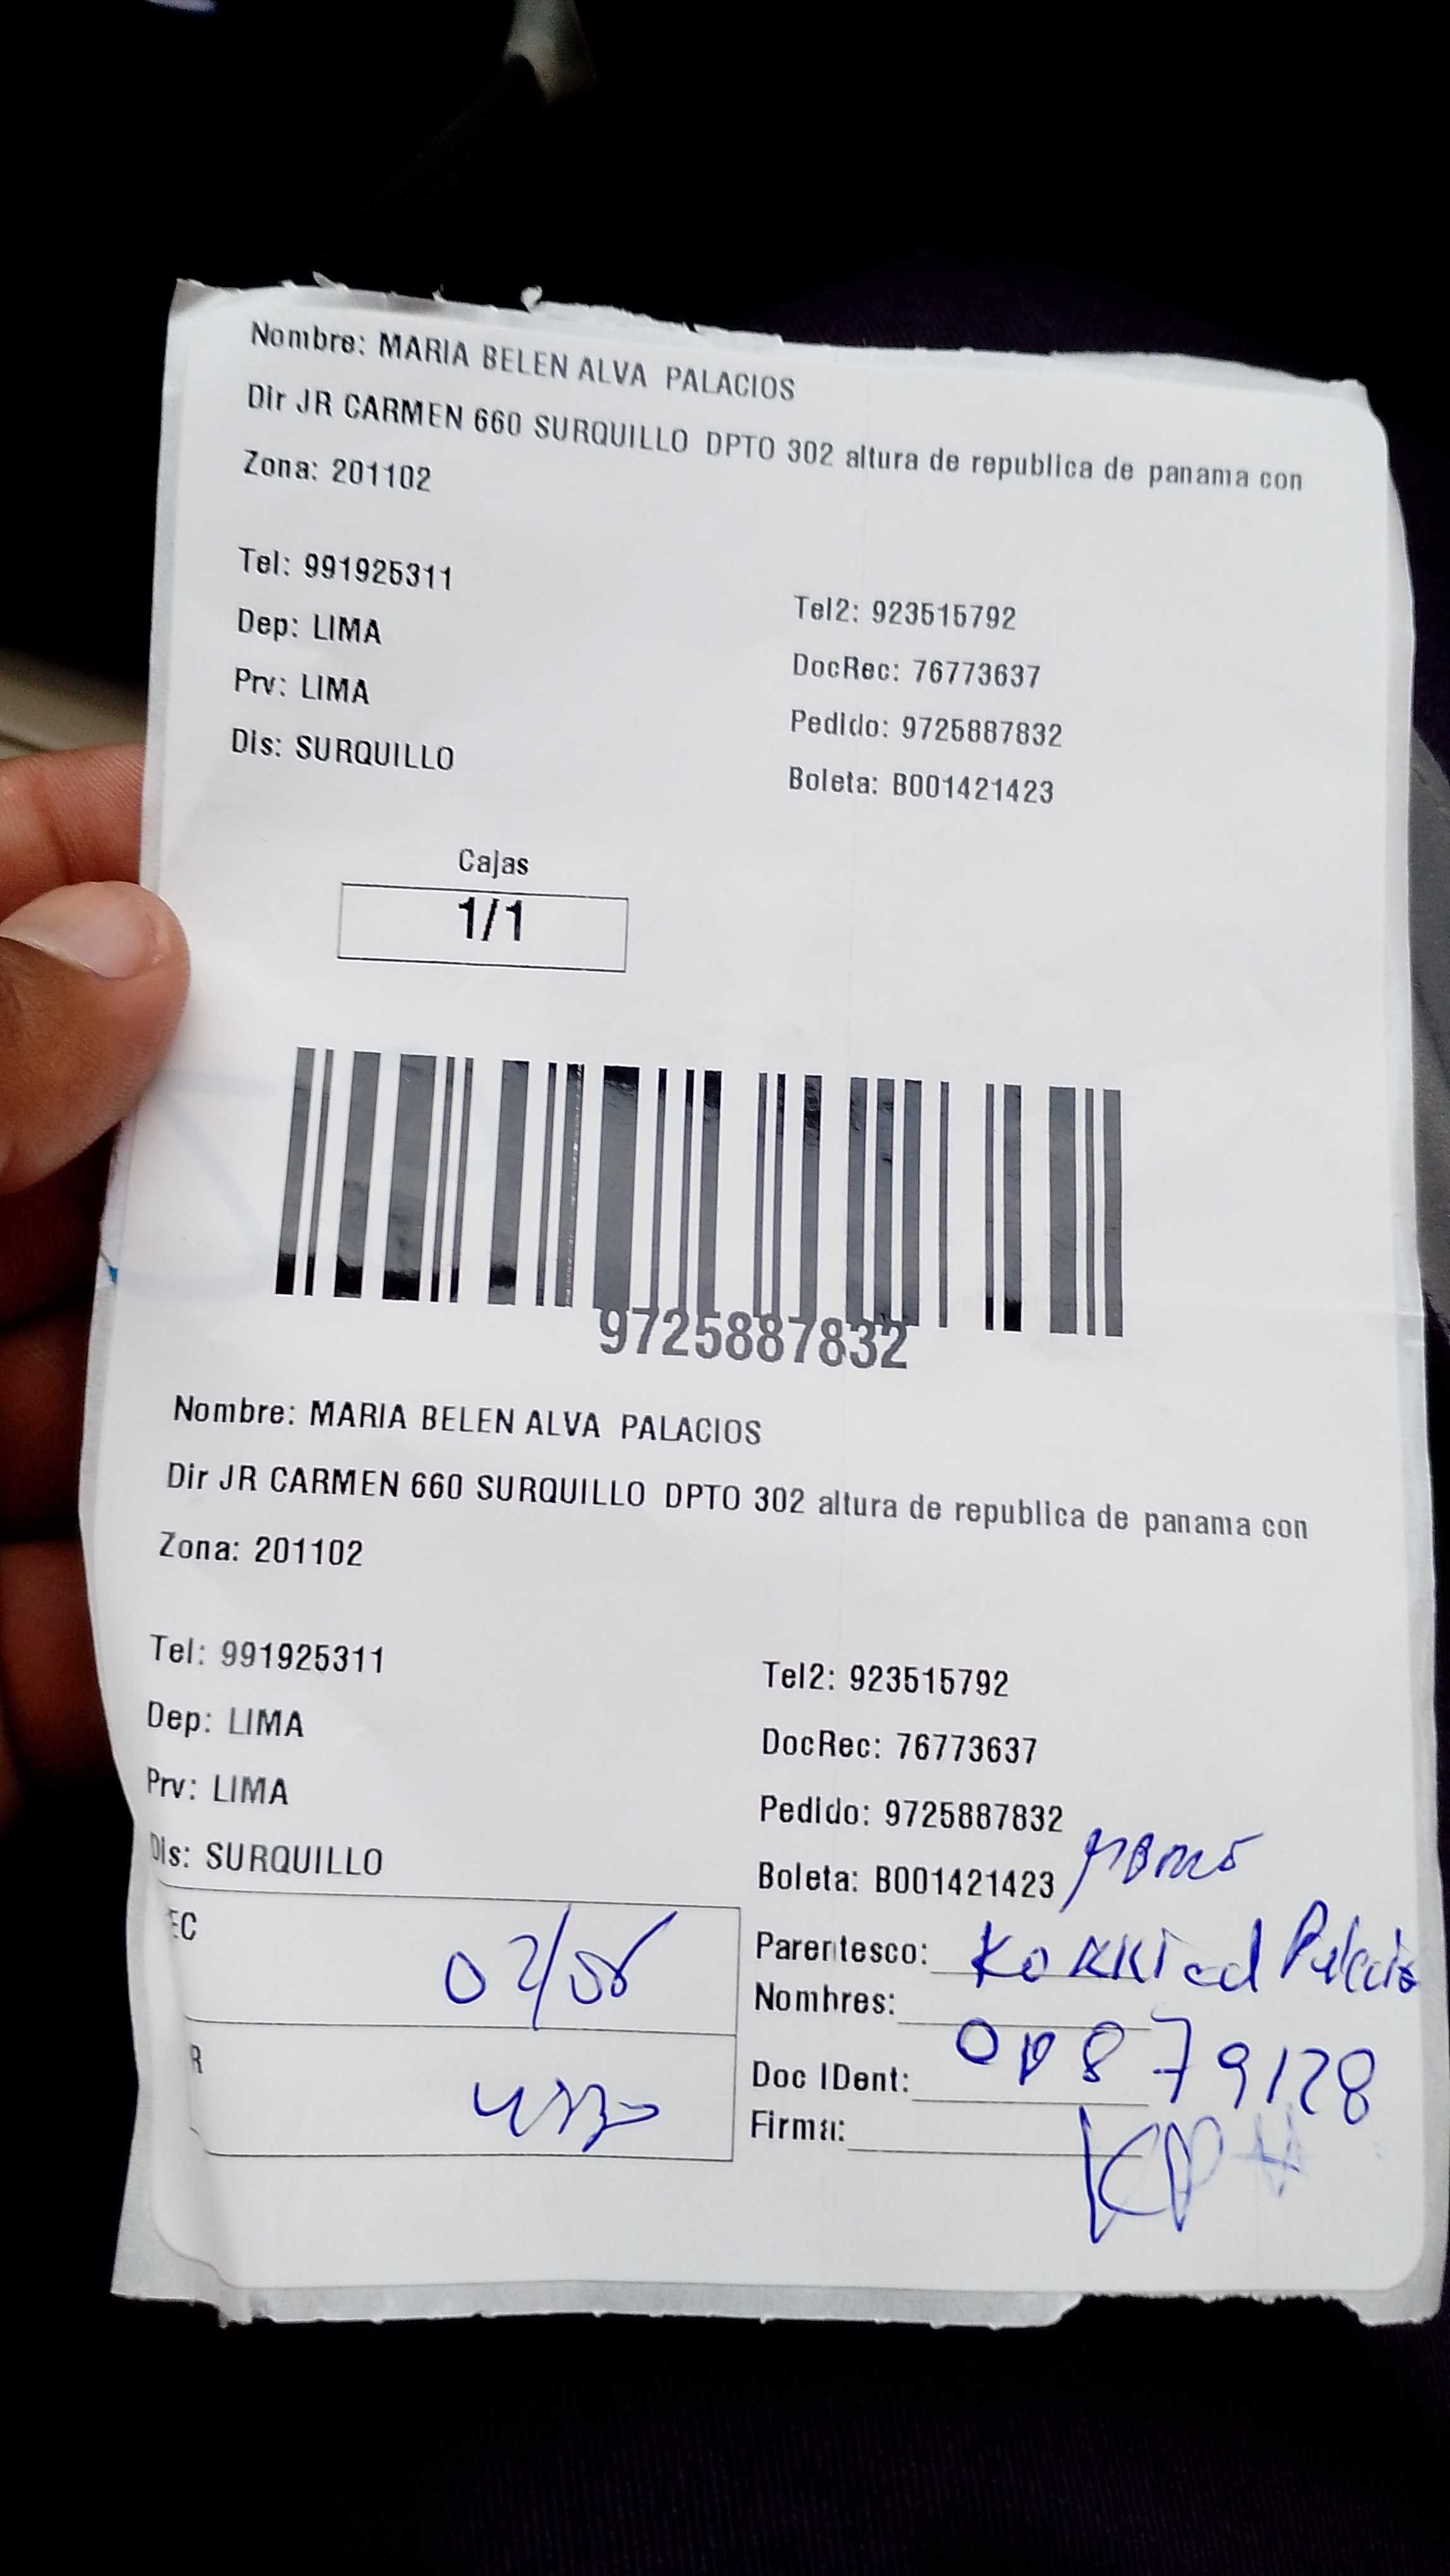 Nombre: MARIA BELEN ALVA PALACIOS
Dir JR CARMEN 660 SURQUILLO DPTO 302 altura de republica de panama con
Zona: 201102
Tel: 991925311
Tel2: 923515792
Dep: LIMA
DocRec: 76773637
Prv: LIMA
Pedido: 9725887832
Dis: SURQUILLO
Boleta: B001421423
Cajas
1/1
9725887832
Nombre: MARIA BELEN ALVA PALACIOS
Dir JR CARMEN 660 SURQUILLO DPTO 302 altura de republica de panama con
Zona: 201102
Tel: 991925311
Tel2: 923515792
Dep: LIMA
DocRec: 76773637
Prv: LIMA
Pedido: 9725887832
Dis: SURQUILLO
Boleta: B001421423
EC
02/06
Parentesco:
Nombres:
R
Doc IDent: 00879128
Firma: KPH